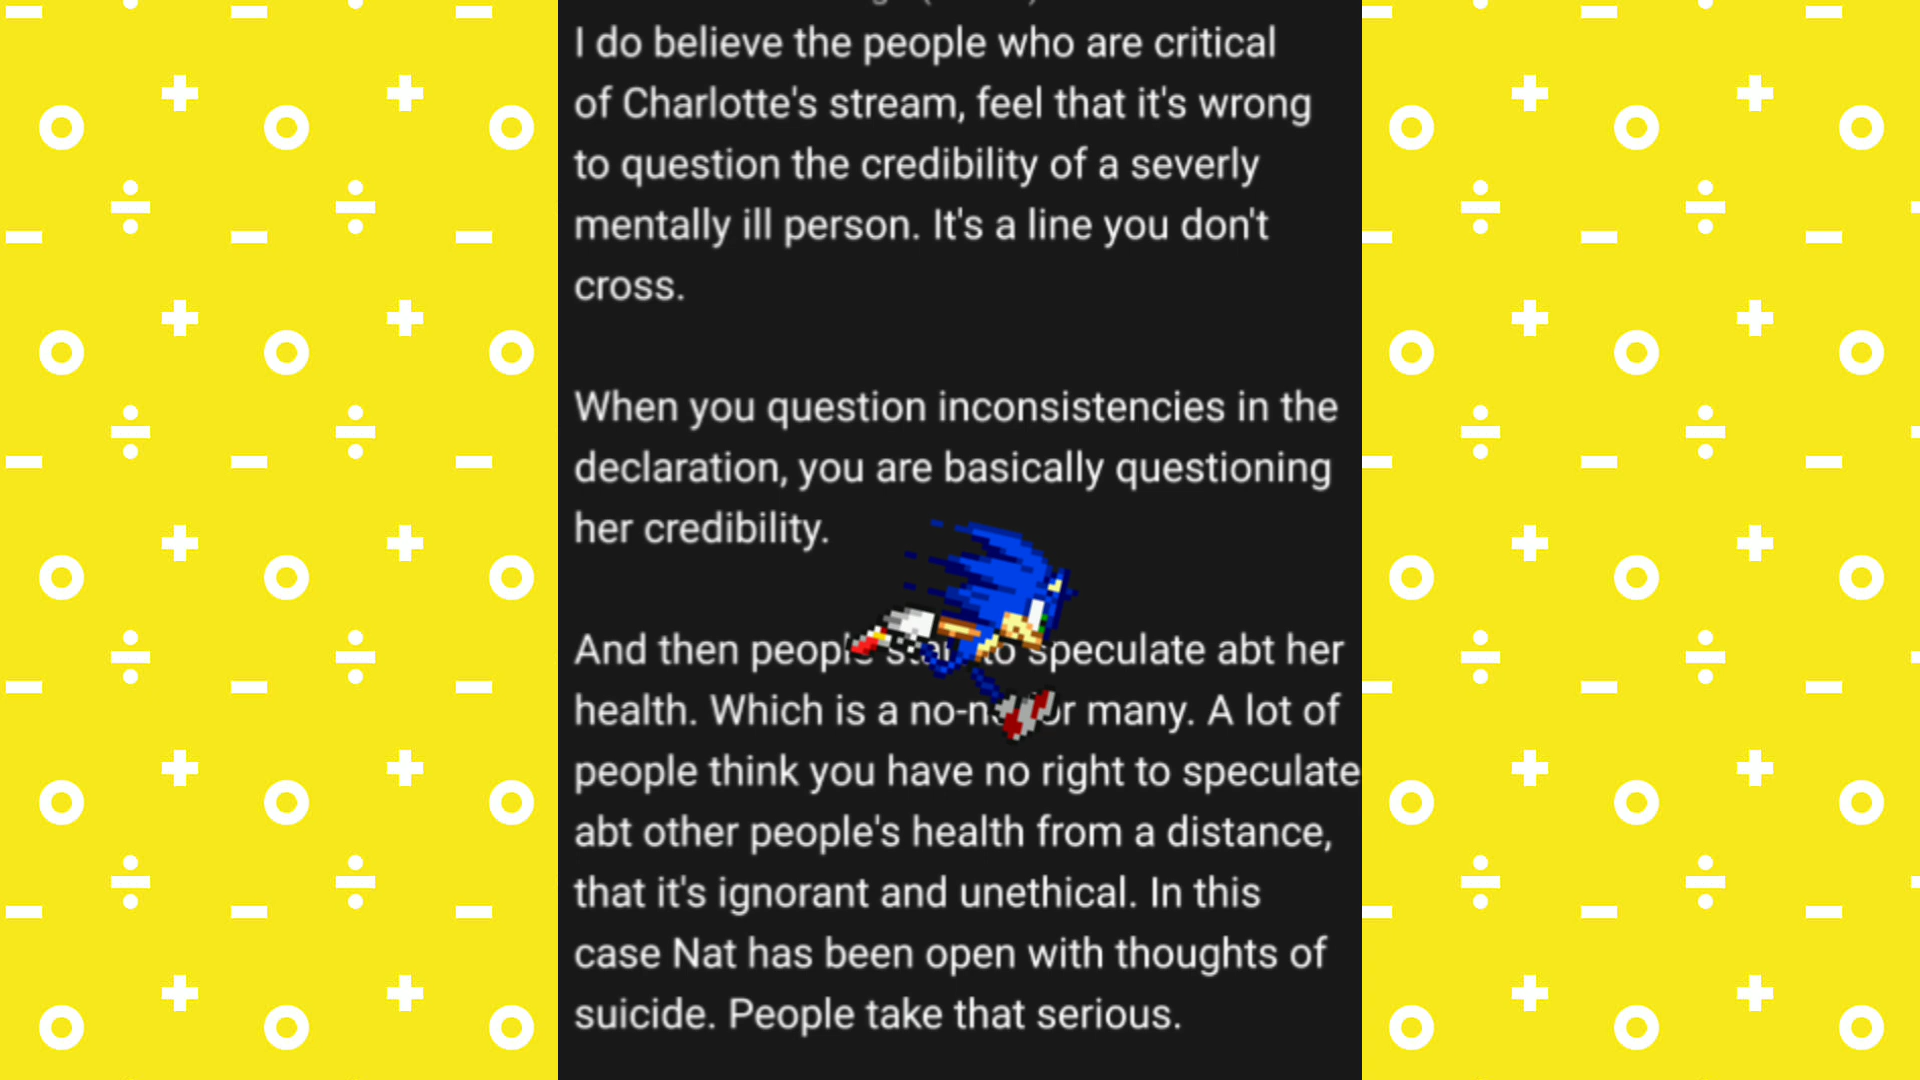 I do believe the people who are critical
of Charlotte's stream, feel that it's wrong
to question the credibility of a severly
mentally ill person. It's a line you don't
cross.
When you question inconsistencies in the
declaration, you are basically questioning
her credibility.
And then people to speculate abt her
health. Which is a many. A lot of
people think you have no right to speculate
abt other people's health from a distance,
that it's ignorant and unethical. In this
case Nat has been open with thoughts of
suicide. People take that serious.